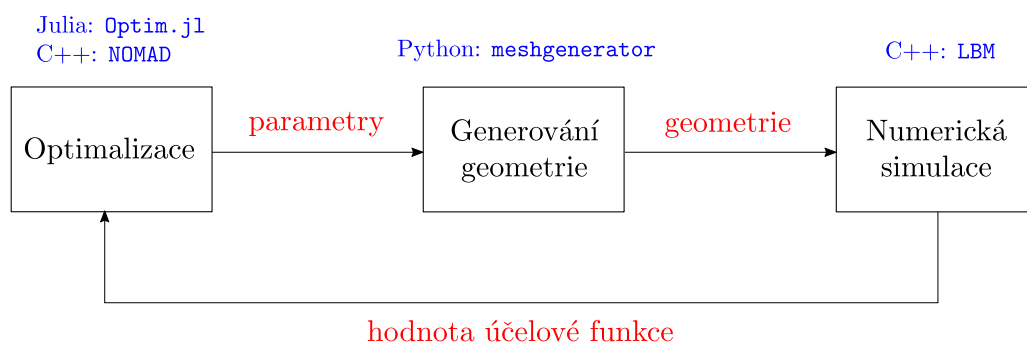 Julia: Optim.jl
C++: NOMAD
Python: meshgenerator
C++: LBM
Optimalizace
parametry
Generování
geometrie
geometrie
Numerická
simulace
hodnota účelové funkce